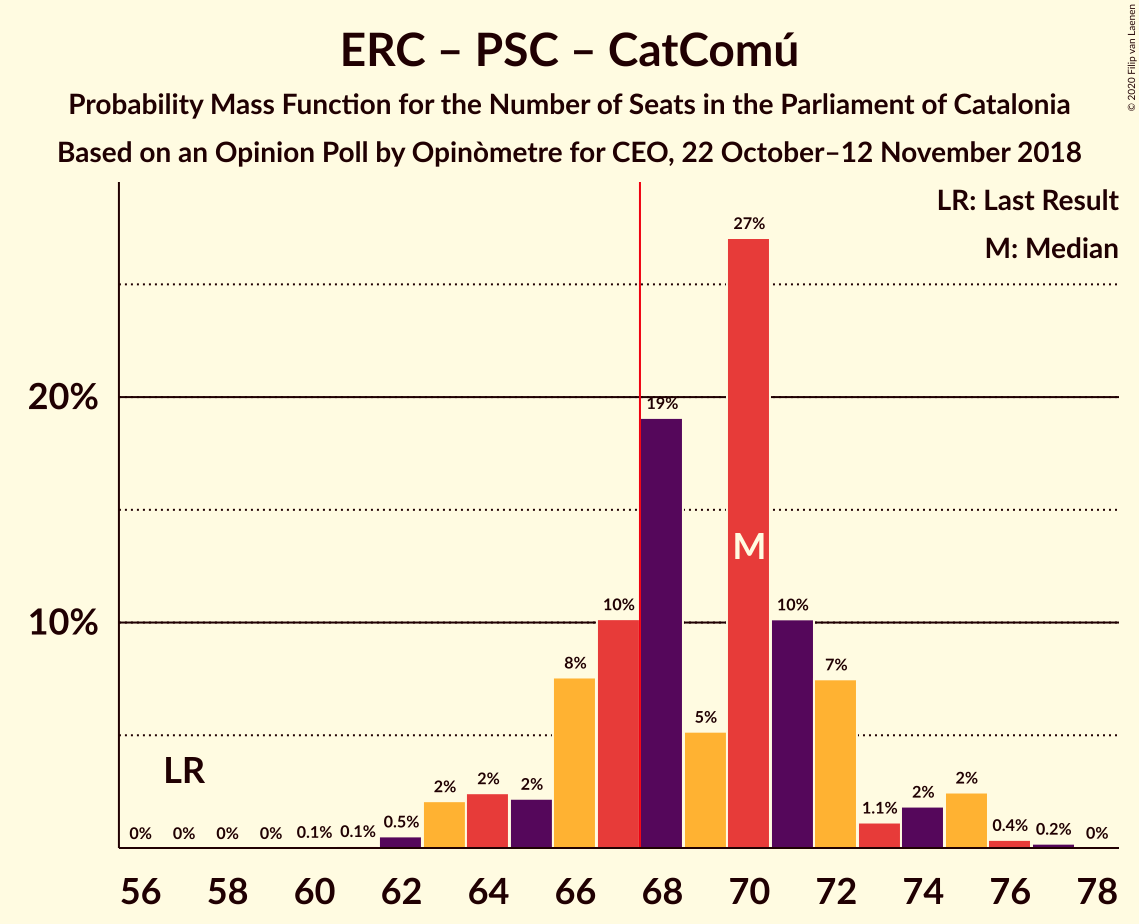 ERC – PSC – CatComú
Probability Mass Function for the Number of Seats in the Parliament of Catalonia
Based on an Opinion Poll by Opinòmetre for CEO, 22 October–12 November 2018
© 2020 Filip van Laenen
LR: Last Result
M: Median
20%
10%
LR
M
0%
0%
0%
0%
0.1%
0.1%
0.5%
2%
2%
2%
8%
10%
19%
5%
27%
10%
7%
1.1%
2%
2%
0.4%
0.2%
0%
56 58 60 62 64 66 68 70 72 74 76 78